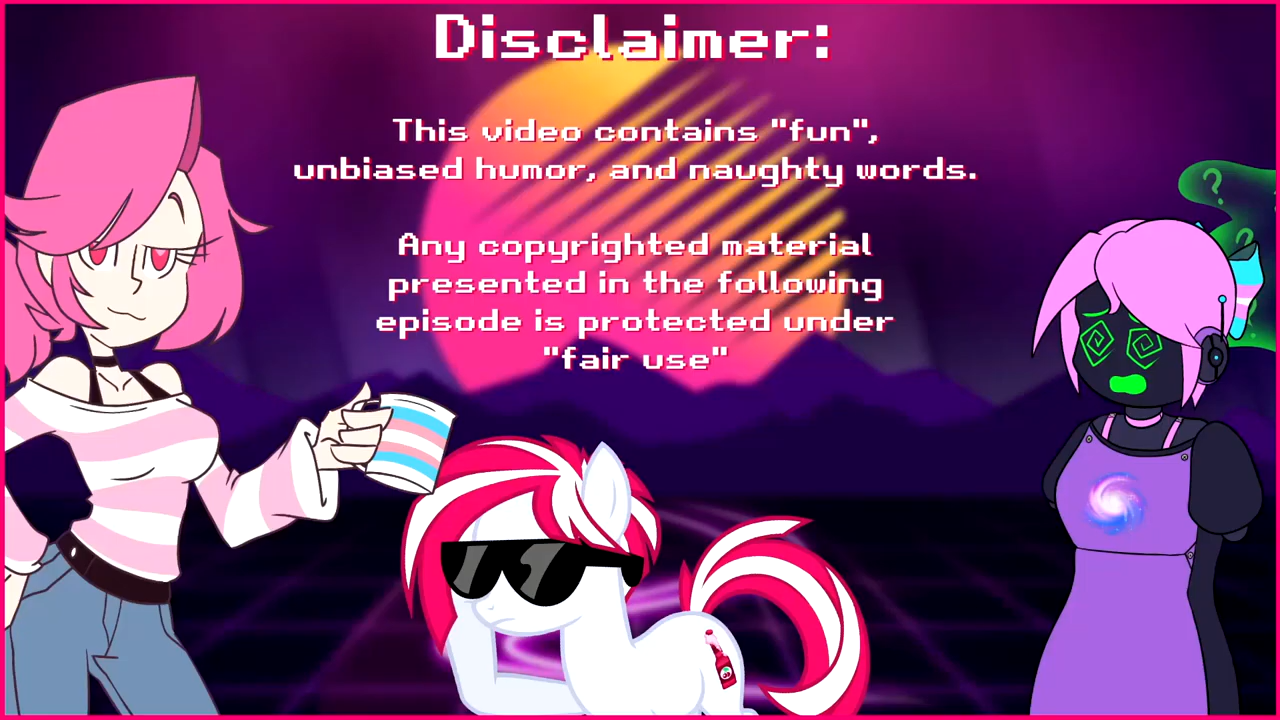 Disclaimer:
This video contains "fun",
unbiased humor, and naughty words.
Any copyrighted material
presented in the following
episode is protected under
"fair use"
? ?